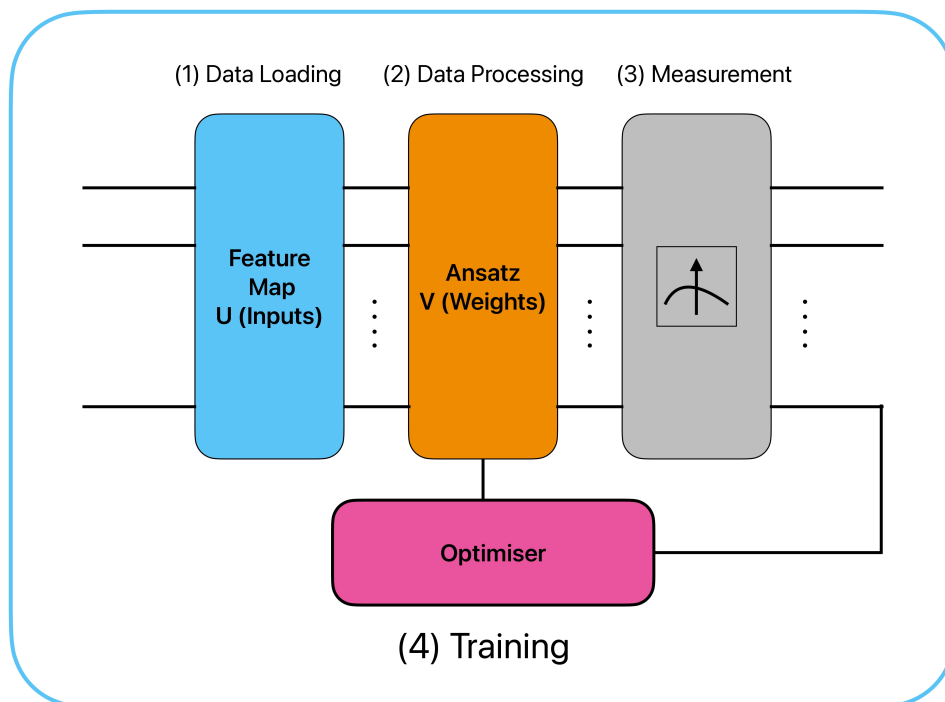 (1) Data Loading
(2) Data Processing
(3) Measurement
Feature
Map
U (Inputs)
Ansatz
V (Weights)
Optimiser
(4) Training